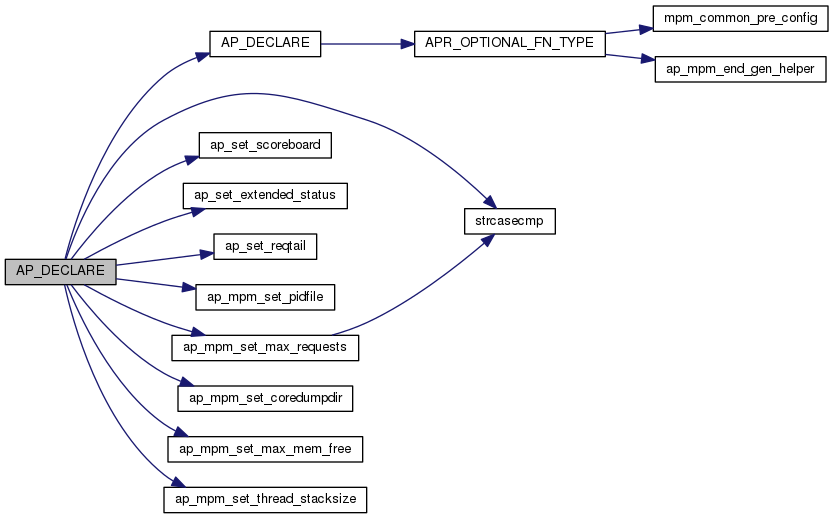 AP_DECLARE
AP_DECLARE
APR_OPTIONAL_FN_TYPE
mpm_common_pre_config
ap_mpm_end_gen_helper
ap_set_scoreboard
ap_set_extended_status
ap_set_reqtail
ap_mpm_set_pidfile
ap_mpm_set_max_requests
ap_mpm_set_coredumpdir
ap_mpm_set_max_mem_free
ap_mpm_set_thread_stacksize
strcasecmp